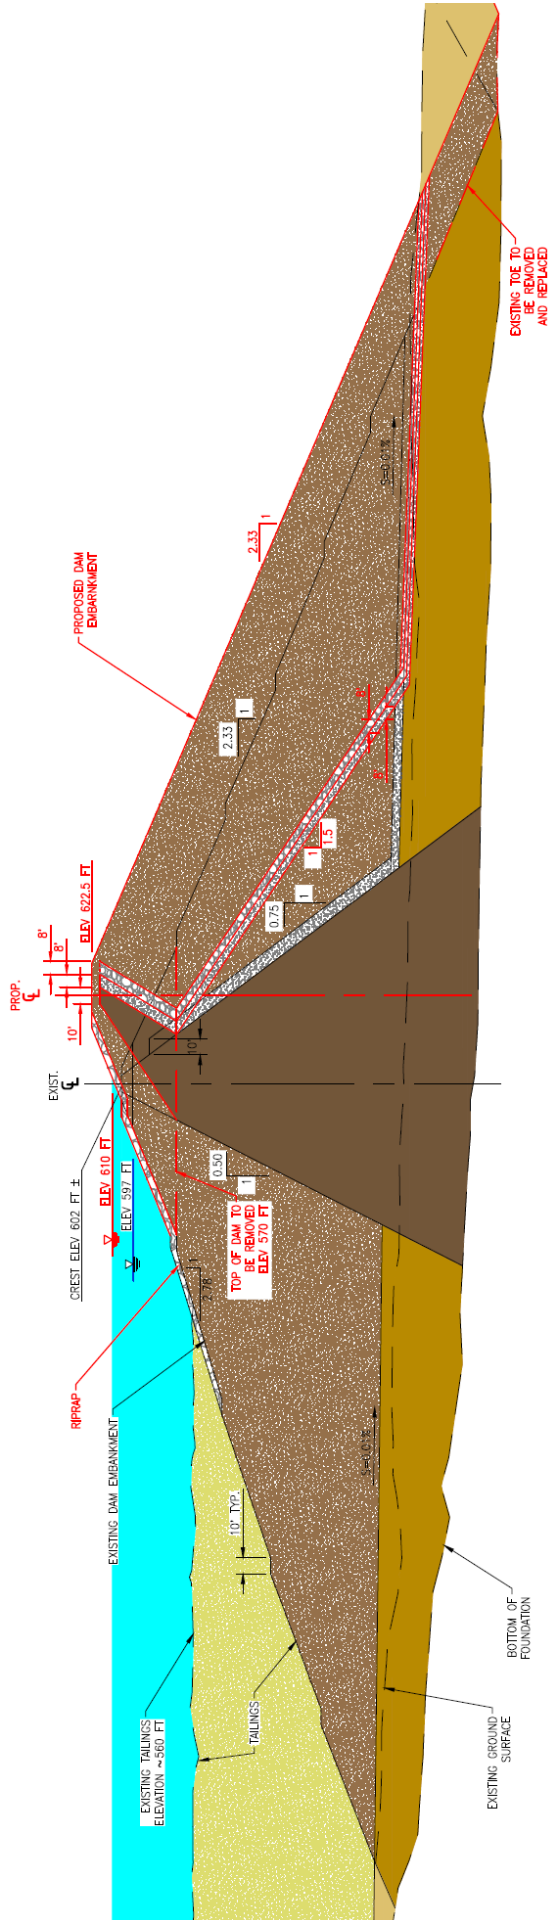 EXISTING TOE TO
BE REMOVED
AND REPLACED
S=0.01%
2.33
1
PROPOSED DAM
EMBARNKMENT
2.33
1
8'
8'
1
1.5
0.75
1
ELEV 622.5 FT
8'
8'
10'
PROP.
℄
10'
EXIST.
℄
CREST ELEV 602 FT ±
ELEV 610 FT
ELEV 597 FT
0.50
1
TOP OF DAM TO
BE REMOVED
ELEV 570 FT
1
2.78
RIPRAP
EXISTING DAM EMBANKMENT
S=0.01%
10' TYP.
EXISTING TAILINGS
ELEVATION ~560 FT
TAILINGS
BOTTOM OF
FOUNDATION
EXISTING GROUND
SURFACE